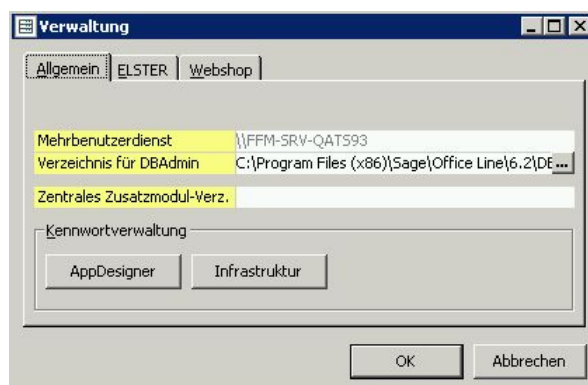 Verwaltung
Allgemein ELSTER Webshop
Mehrbenutzerdienst \\FFM-SRV-QATS93
Verzeichnis für DBAdmin C:\Program Files (x86)\Sage\Office Line\6.2\DE ...
Zentrales Zusatzmodul-Verz.
Kennwortverwaltung
AppDesigner Infrastruktur
OK Abbrechen